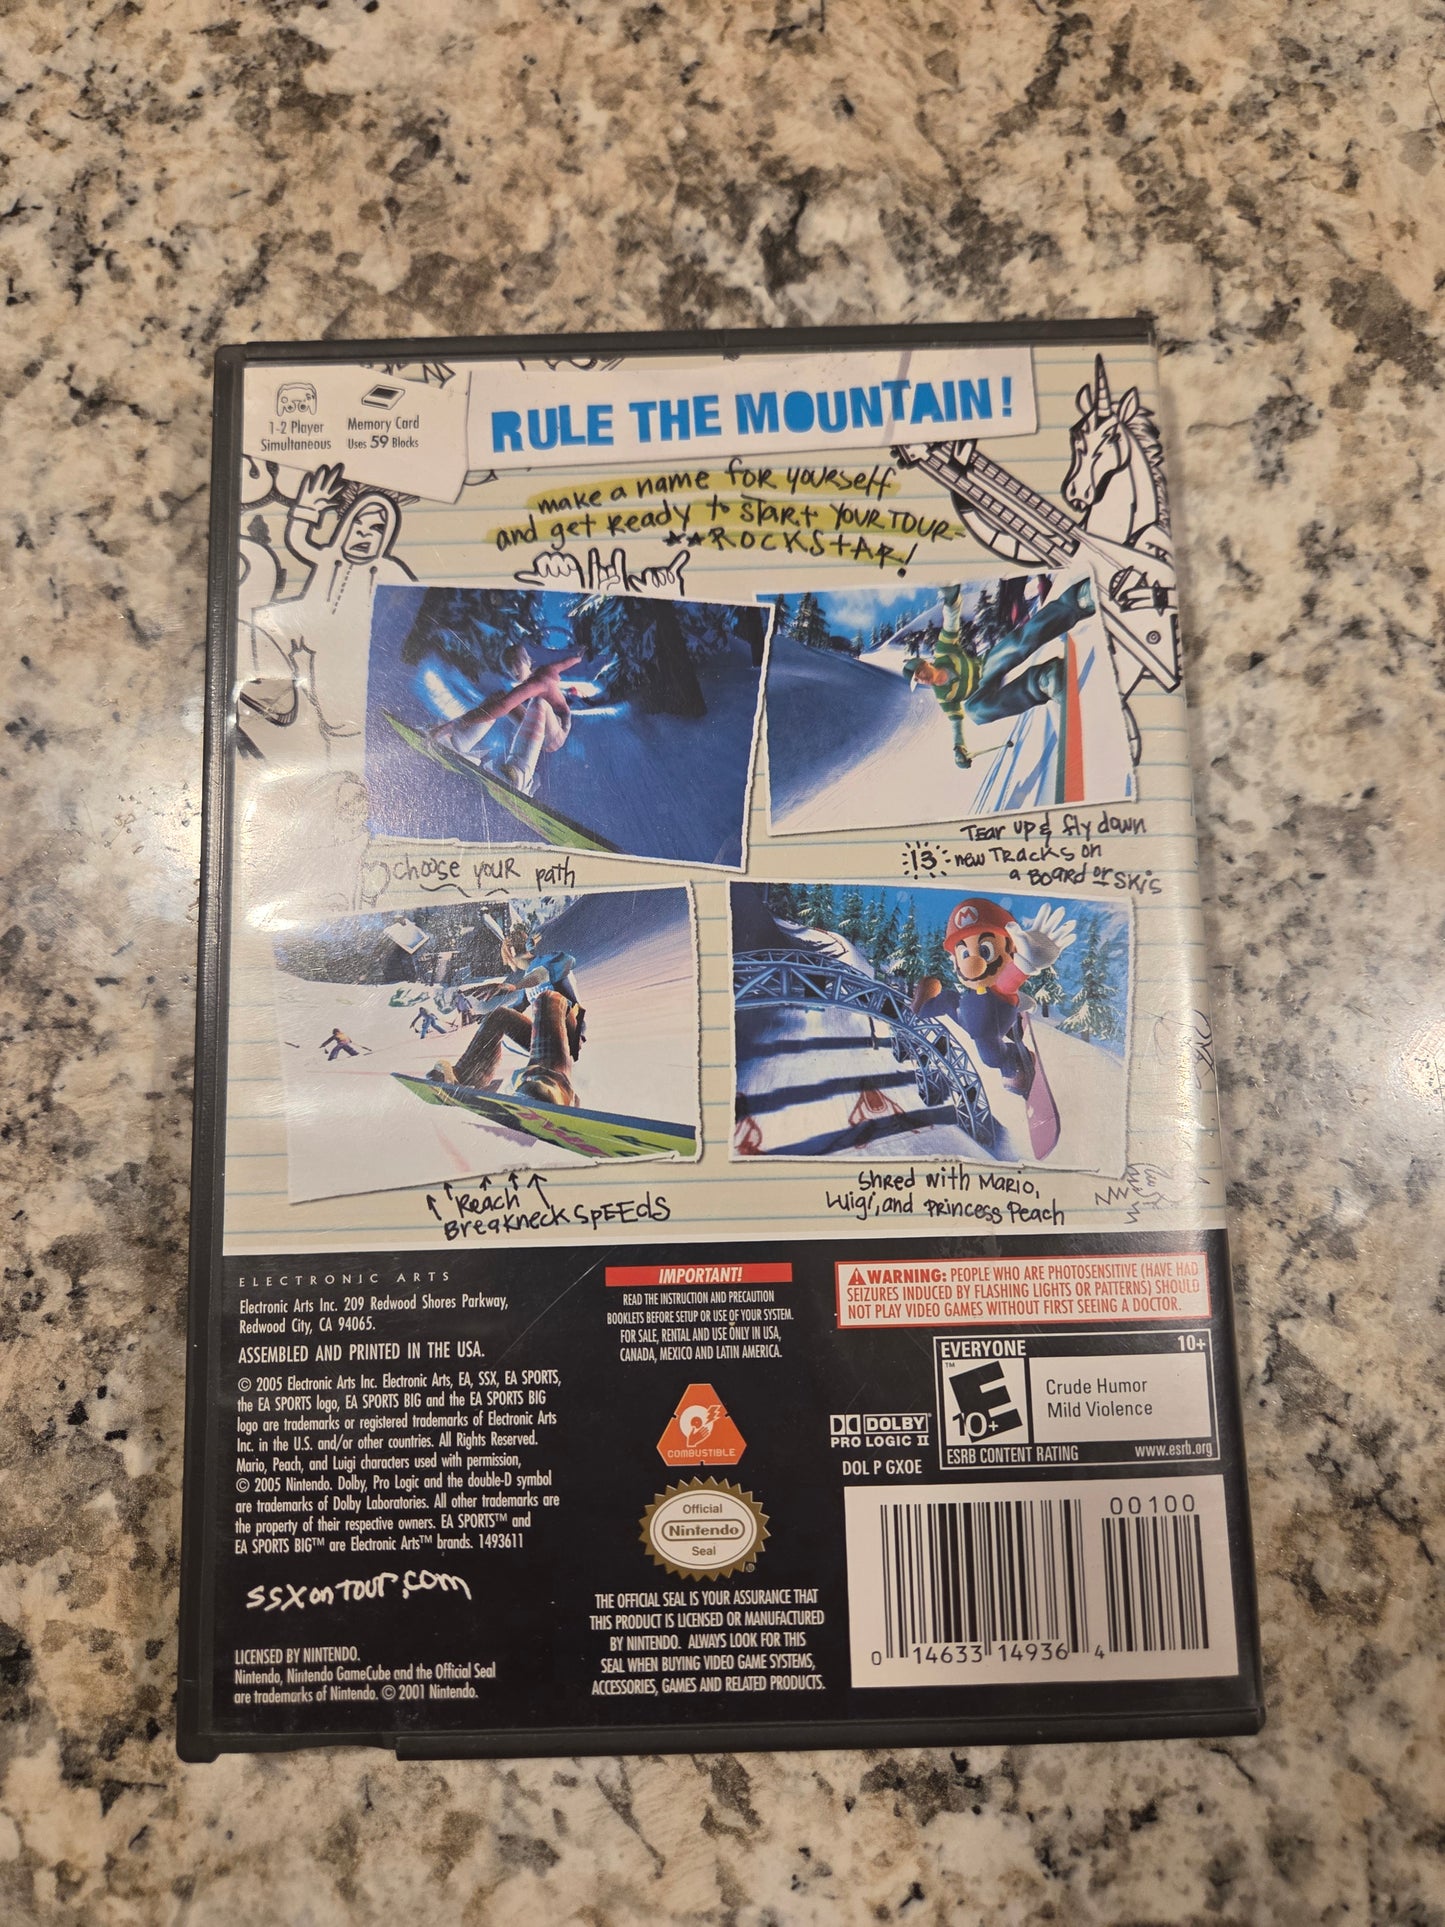 1-2 Player
Simultaneous
Memory Card
Uses 59 Blocks
RULE THE MOUNTAIN!
make a name for yourself
and get ready to start your tour-
ROCKSTAR!
choose your path
Tear up & fly down
13 new tracks on
a board or skis
Reach
Breakneck speeds
Shred with Mario,
Luigi, and Princess Peach
ELECTRONIC ARTS
Electronic Arts Inc. 209 Redwood Shores Parkway,
Redwood City, CA 94065.
ASSEMBLED AND PRINTED IN THE USA.
© 2005 Electronic Arts Inc. Electronic Arts, EA, SSX, EA SPORTS,
the EA SPORTS logo, EA SPORTS BIG and the EA SPORTS BIG
logo are trademarks or registered trademarks of Electronic Arts
Inc. in the U.S. and/or other countries. All Rights Reserved.
Mario, Peach, and Luigi characters used with permission,
© 2005 Nintendo. Dolby, Pro Logic and the double-D symbol
are trademarks of Dolby Laboratories. All other trademarks are
the property of their respective owners. EA SPORTS™ and
EA SPORTS BIG™ are Electronic Arts™ brands. 1493611
ssxontour.com
LICENSED BY NINTENDO.
Nintendo, Nintendo GameCube and the Official Seal
are trademarks of Nintendo. © 2001 Nintendo.
IMPORTANT!
READ THE INSTRUCTION AND PRECAUTION
BOOKLETS BEFORE SETUP OR USE OF YOUR SYSTEM.
FOR SALE, RENTAL AND USE ONLY IN USA,
CANADA, MEXICO AND LATIN AMERICA.
COMBUSTIBLE
Official
Nintendo
Seal
®
THE OFFICIAL SEAL IS YOUR ASSURANCE THAT
THIS PRODUCT IS LICENSED OR MANUFACTURED
BY NINTENDO. ALWAYS LOOK FOR THIS
SEAL WHEN BUYING VIDEO GAME SYSTEMS,
ACCESSORIES, GAMES AND RELATED PRODUCTS.
WARNING: PEOPLE WHO ARE PHOTOSENSITIVE (HAVE HAD
SEIZURES INDUCED BY FLASHING LIGHTS OR PATTERNS) SHOULD
NOT PLAY VIDEO GAMES WITHOUT FIRST SEEING A DOCTOR.
EVERYONE 10+
E
10+
™
Crude Humor
Mild Violence
ESRB CONTENT RATING www.esrb.org
DOLBY®
PRO LOGIC II
DOL P GXOE
00100
0 14633 14936 4